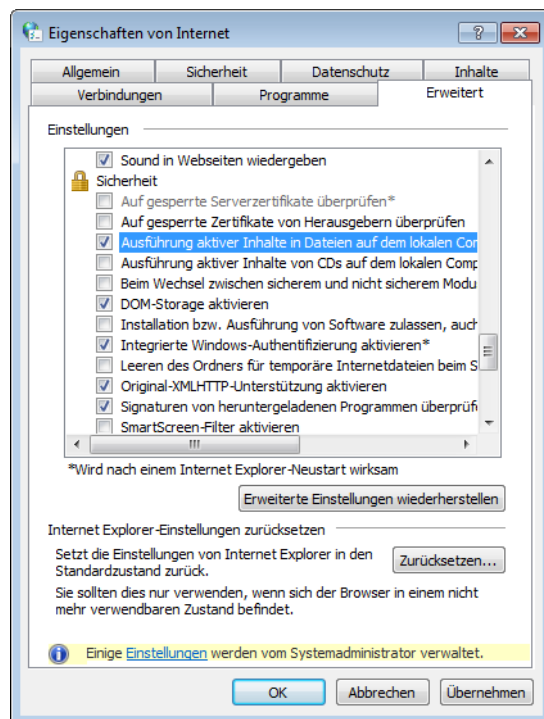 Eigenschaften von Internet
Allgemein Sicherheit Datenschutz Inhalte
Verbindungen Programme Erweitert
Einstellungen
Sound in Webseiten wiedergeben
Sicherheit
Auf gesperrte Serverzertifikate überprüfen*
Auf gesperrte Zertifikate von Herausgebern überprüfen
Ausführung aktiver Inhalte in Dateien auf dem lokalen Com
Ausführung aktiver Inhalte von CDs auf dem lokalen Comp
Beim Wechsel zwischen sicherem und nicht sicherem Modu
DOM-Storage aktivieren
Installation bzw. Ausführung von Software zulassen, auch
Integrierte Windows-Authentifizierung aktivieren*
Leeren des Ordners für temporäre Internetdateien beim S
Original-XMLHTTP-Unterstützung aktivieren
Signaturen von heruntergeladenen Programmen überprüfe
SmartScreen-Filter aktivieren
*Wird nach einem Internet Explorer-Neustart wirksam
Erweiterte Einstellungen wiederherstellen
Internet Explorer-Einstellungen zurücksetzen
Setzt die Einstellungen von Internet Explorer in den
Standardzustand zurück.
Zurücksetzen...
Sie sollten dies nur verwenden, wenn sich der Browser in einem nicht
mehr verwendbaren Zustand befindet.
Einige Einstellungen werden vom Systemadministrator verwaltet.
OK Abbrechen Übernehmen